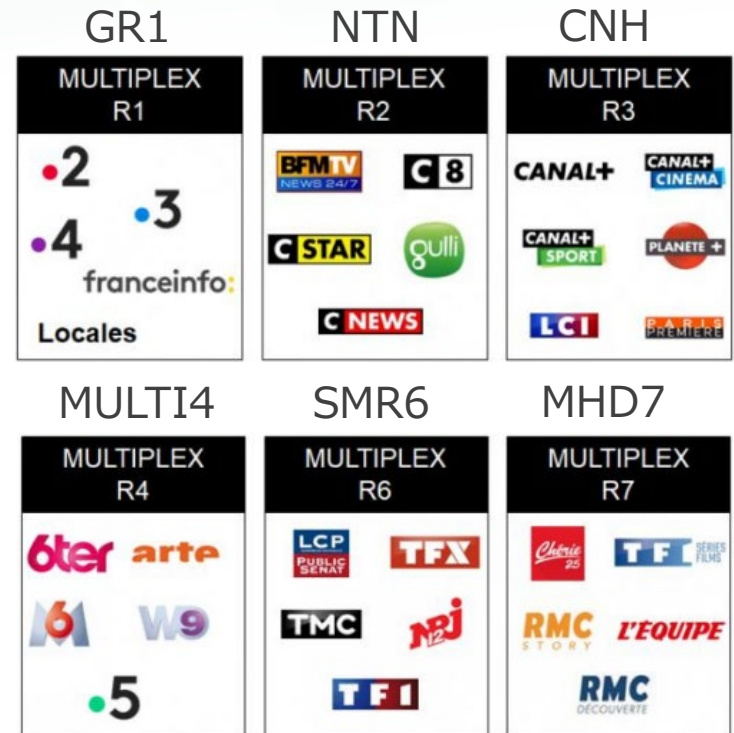 GR1 NTN CNH
MULTIPLEX
R1
•2
•3
•4
franceinfo:
Locales
MULTIPLEX
R2
BFMTV
NEWS 24/7
C8
CSTAR
gulli
CNEWS
MULTIPLEX
R3
CANAL+
CANAL+
CINEMA
CANAL+
SPORT
PLANETE +
LCI
PARIS
PREMIERE
MULTI4 SMR6 MHD7
MULTIPLEX
R4
6ter
arte
M6
W9
•5
MULTIPLEX
R6
LCP
PUBLIC
SENAT
TFX
TMC
NRJ
12
TF1
MULTIPLEX
R7
Chérie
25
TF1 SÉRIES
FILMS
RMC
STORY
L'ÉQUIPE
RMC
DÉCOUVERTE